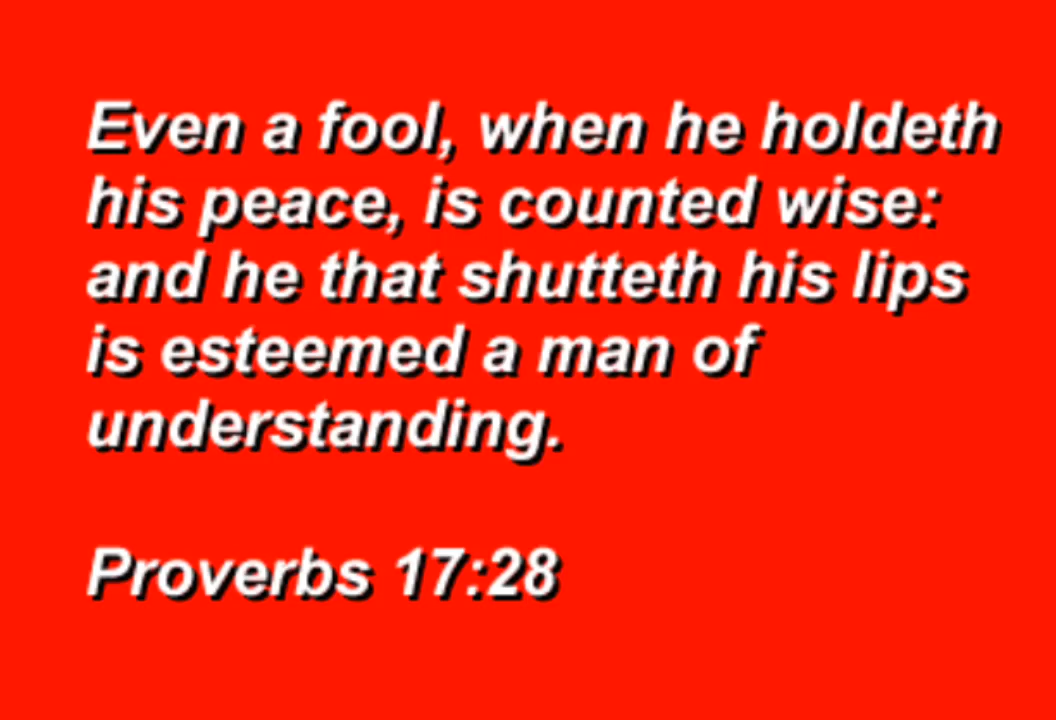 Even a fool, when he holdeth
his peace, is counted wise:
and he that shutteth his lips
is esteemed a man of
understanding.
Proverbs 17:28